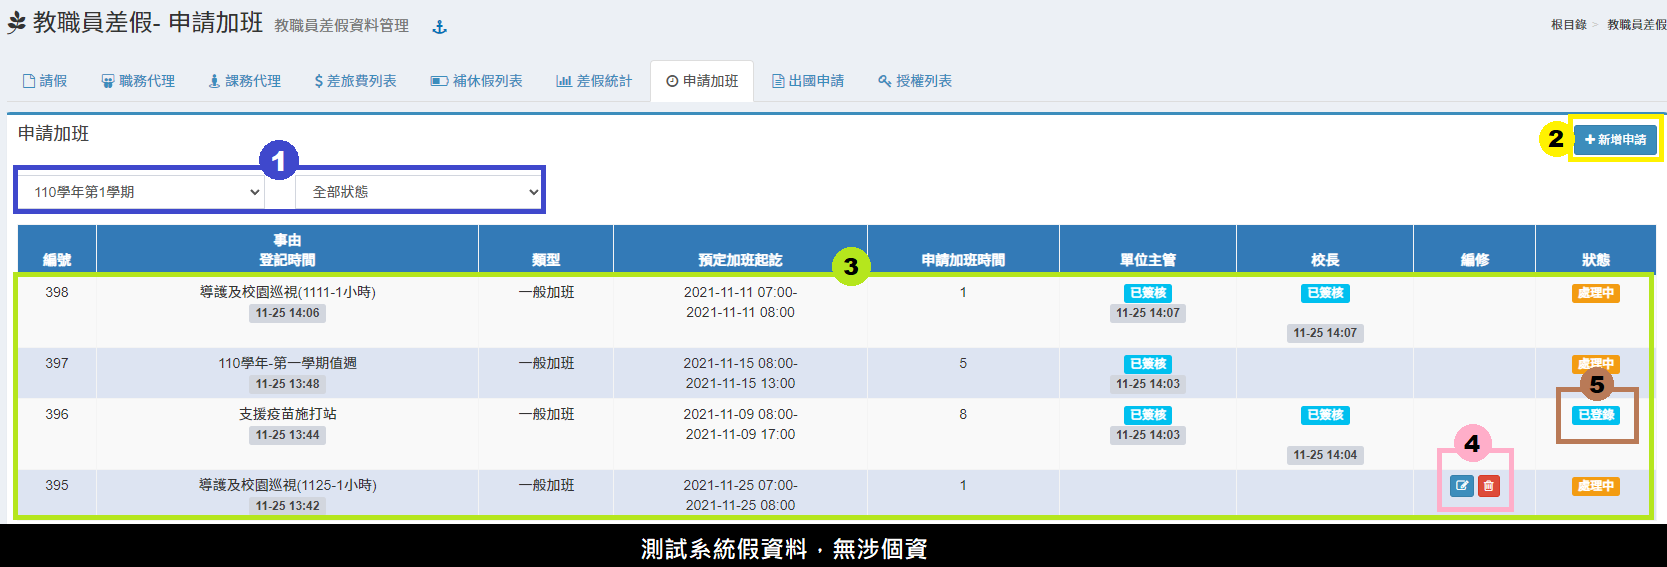 教職員差假- 申請加班 教職員差假資料管理
根目錄 > 教職員差假
請假 職務代理 課務代理 差旅費列表 補休假列表 差假統計 申請加班 出國申請 授權列表
申請加班
2 新增申請
1
110學年第1學期 全部狀態
事由
編號 登記時間 類型 預定加班起訖 申請加班時間 單位主管 校長 編修 狀態
3
398 導護及校園巡視(1111-1小時) 一般加班 2021-11-11 07:00- 1 已簽核 已簽核 處理中
11-25 14:06 2021-11-11 08:00 11-25 14:07
11-25 14:07
397 110學年-第一學期值週 一般加班 2021-11-15 08:00- 5 已簽核 處理中
11-25 13:48 2021-11-15 13:00 11-25 14:03 5
396 支援疫苗施打站 一般加班 2021-11-09 08:00- 8 已簽核 已簽核 已登錄
11-25 13:44 2021-11-09 17:00 11-25 14:03
4
11-25 14:04
395 導護及校園巡視(1125-1小時) 一般加班 2021-11-25 07:00- 1 處理中
11-25 13:42 2021-11-25 08:00
測試系統假資料，無涉個資